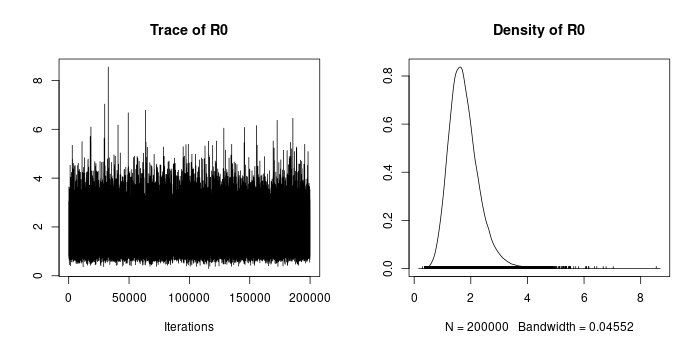 Trace of R0
8
6
4
2
0
0 50000 100000 150000 200000
Iterations
Density of R0
0.8
0.6
0.4
0.2
0.0
0 2 4 6 8
N = 200000 Bandwidth = 0.04552